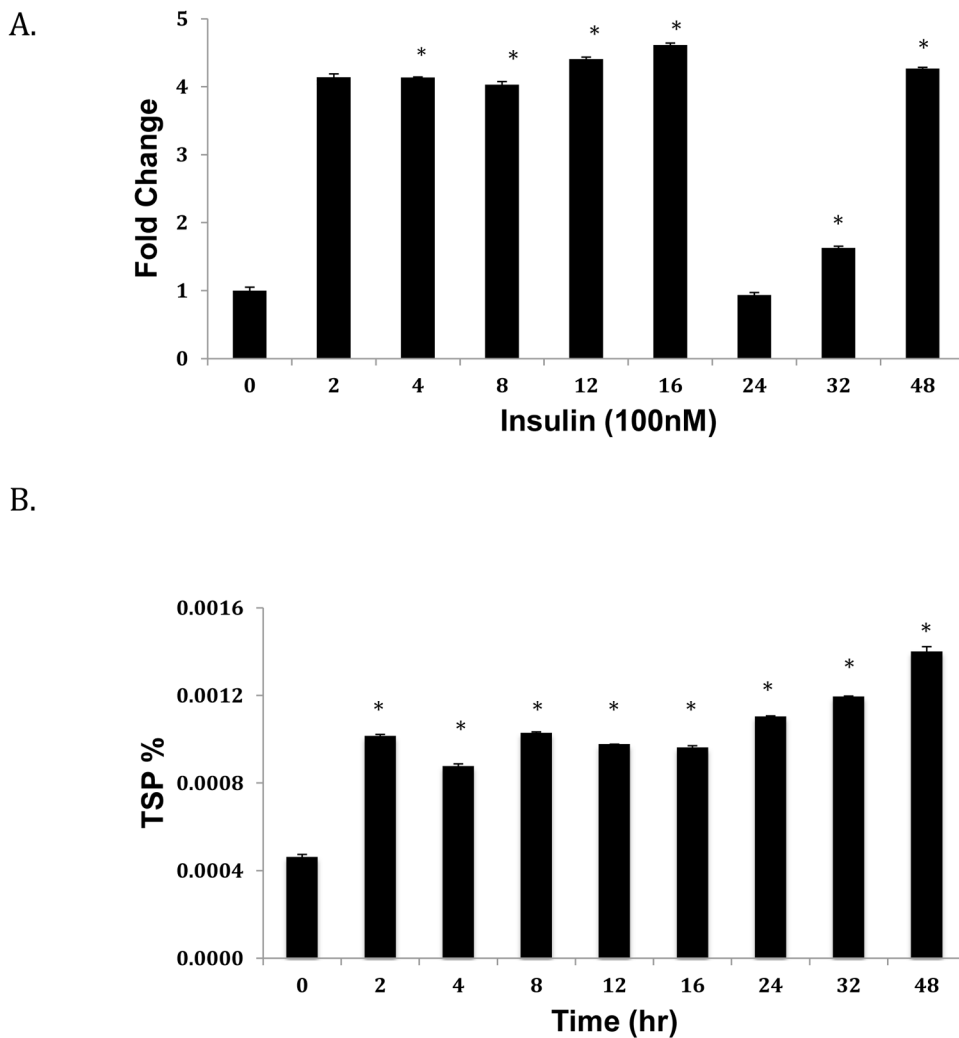 A.
Fold Change
5
4
3
2
1
0
* * * * * * *
0 2 4 8 12 16 24 32 48
Insulin (100nM)
B.
TSP %
0.0016
0.0012
0.0008
0.0004
0.0000
* * * * * * * *
0 2 4 8 12 16 24 32 48
Time (hr)